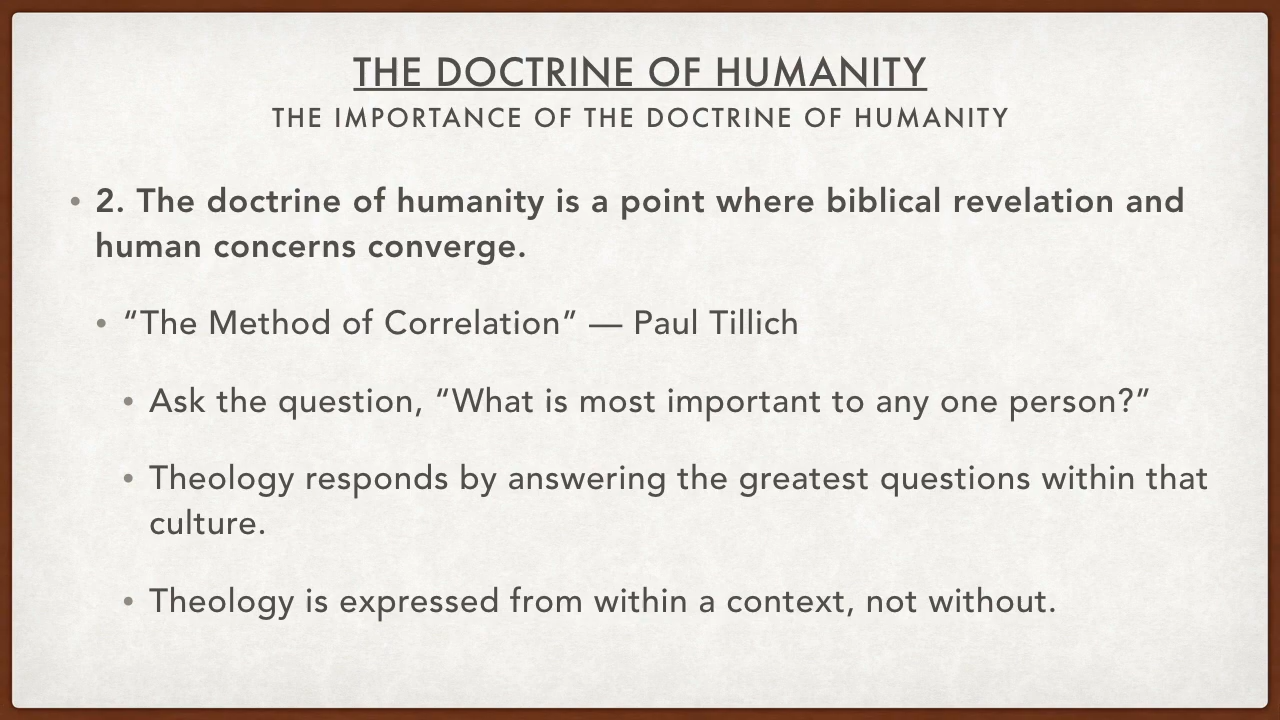 THE DOCTRINE OF HUMANITY
THE IMPORTANCE OF THE DOCTRINE OF HUMANITY
• 2. The doctrine of humanity is a point where biblical revelation and
human concerns converge.
• “The Method of Correlation” — Paul Tillich
• Ask the question, “What is most important to any one person?”
• Theology responds by answering the greatest questions within that
culture.
• Theology is expressed from within a context, not without.